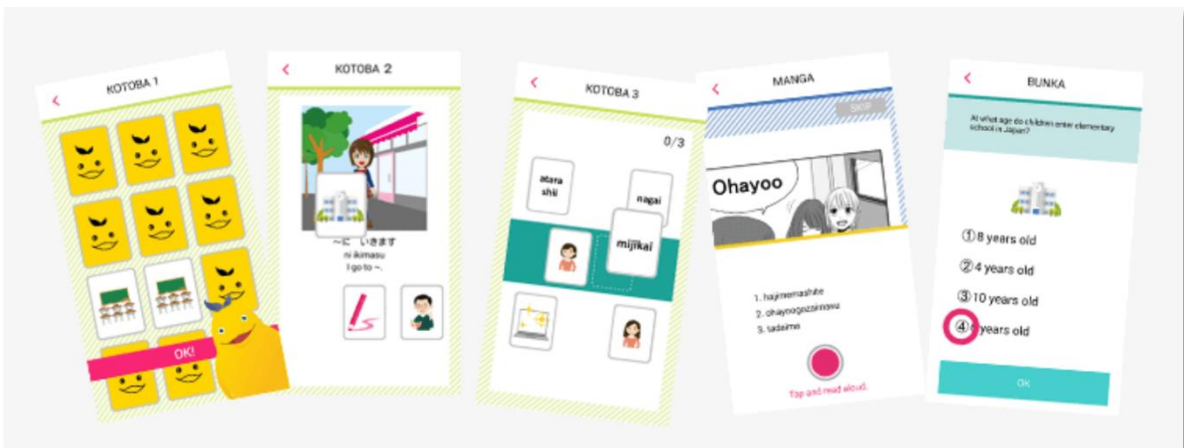 KOTOBA 1
OK!
KOTOBA 2
～に いきます
ni ikimasu
I go to ~.
KOTOBA 3
0/3
atara
shii
nagai
mijikai
MANGA
SKIP
Ohayoo
1. hajimemashite
2. ohayoogozaimasu
3. tadaima
Tap and read aloud.
BUNKA
At what age do children enter elementary
school in Japan?
①8 years old
②4 years old
③10 years old
④ years old
OK